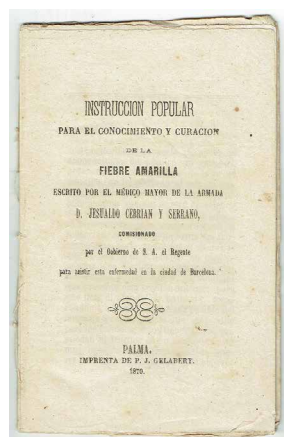 INSTRUCCION POPULAR
PARA EL CONOCIMIENTO Y CURACION
DE LA
FIEBRE AMARILLA
ESCRITO POR EL MÉDICO MAYOR DE LA ARMADA
D. JESUALDO CEBRIAN Y SERRANO,
COMISIONADO
por el Gobierno de S. A. el Regente
para asistir esta enfermedad en la ciudad de Barcelona.
PALMA.
IMPRENTA DE P. J. GELABERT.
1870.